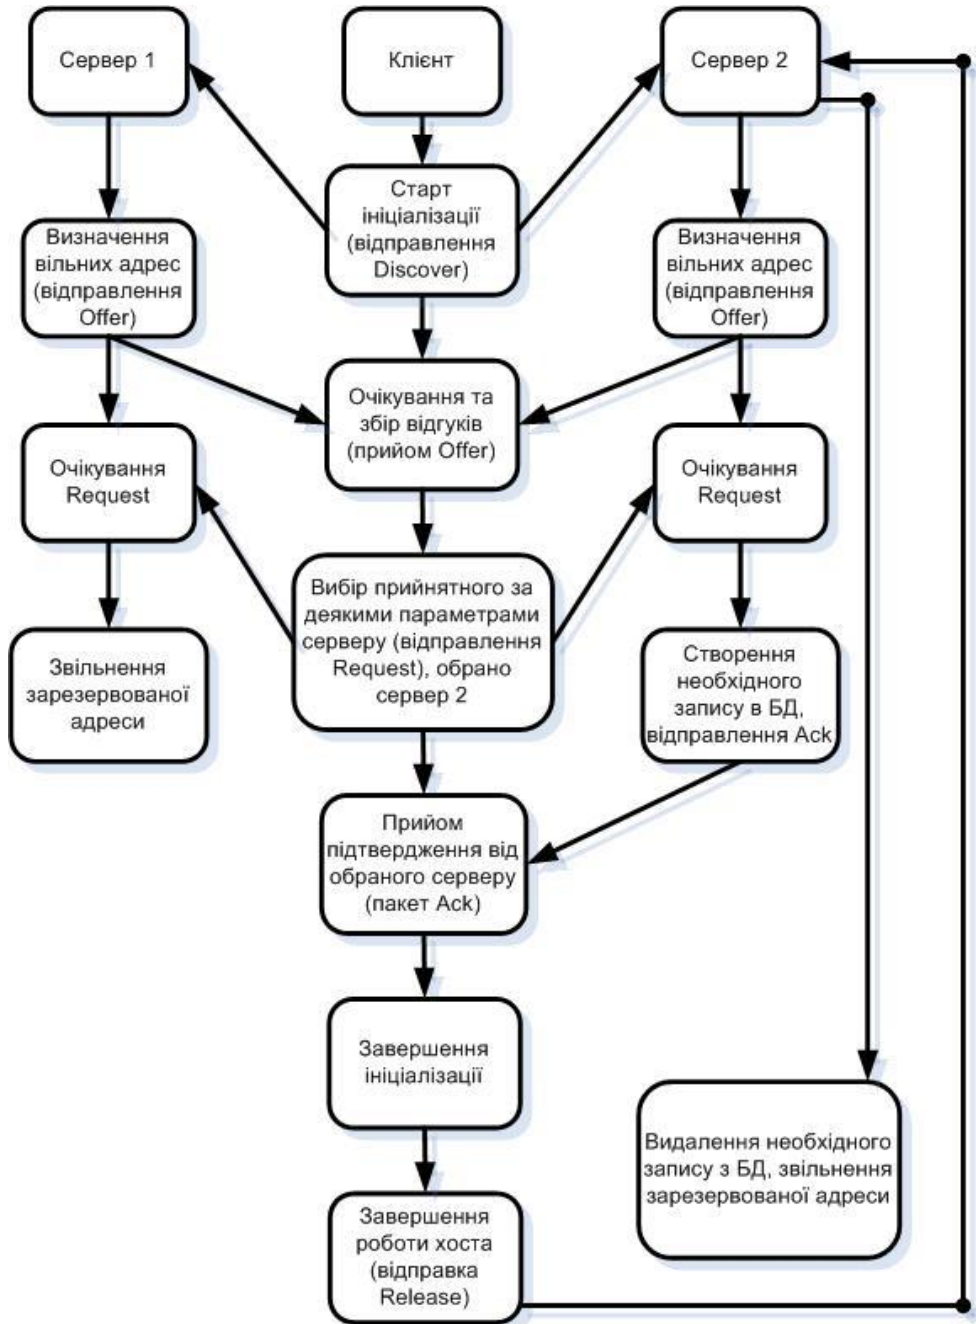 Сервер 1
Клієнт
Сервер 2
Старт
ініціалізації
(відправлення
Discover)
Визначення
вільних адрес
(відправлення
Offer)
Визначення
вільних адрес
(відправлення
Offer)
Очікування та
збір відгуків
(прийом Offer)
Очікування
Request
Очікування
Request
Вибір прийнятного за
деякими параметрами
серверу (відправлення
Request), обрано
сервер 2
Звільнення
зарезервованої
адреси
Створення
необхідного
запису в БД,
відправлення Ack
Прийом
підтвердження від
обраного серверу
(пакет Ack)
Завершення
ініціалізації
Видалення необхідного
запису з БД, звільнення
зарезервованої адреси
Завершення
роботи хоста
(відправка
Release)